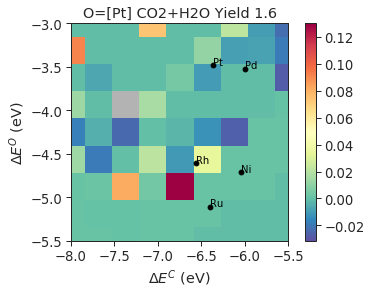 O=[Pt] CO2+H2O Yield 1.6
−3.0
−3.5
−4.0
−4.5
−5.0
−5.5
ΔE^O (eV)
Pt
Pd
Rh
Ni
Ru
−8.0 −7.5 −7.0 −6.5 −6.0 −5.5
ΔE^C (eV)
0.12
0.10
0.08
0.06
0.04
0.02
0.00
−0.02